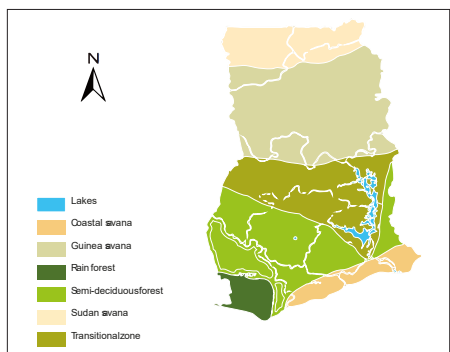 N
Lakes
Coastal savana
Guinea savana
Rain forest
Semi-deciduousforest
Sudan savana
Transitionalzone